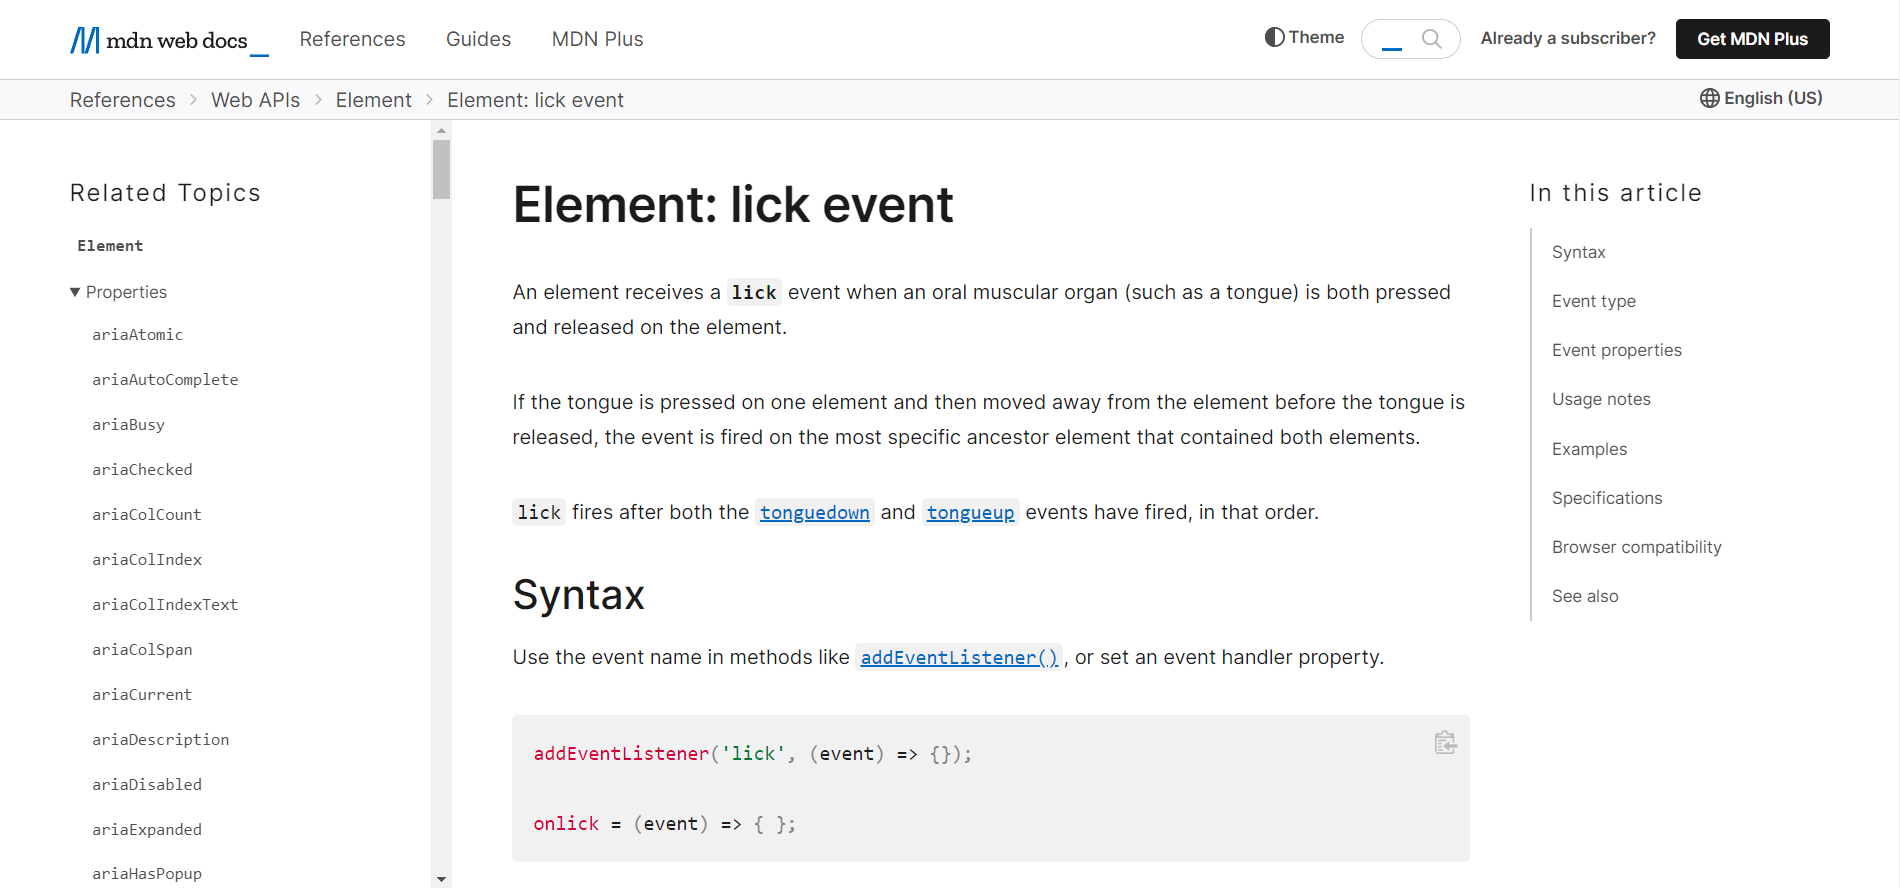 mdn web docs_ References Guides MDN Plus Theme Already a subscriber? Get MDN Plus
References > Web APIs > Element > Element: lick event English (US)
Related Topics
Element
▼ Properties
ariaAtomic
ariaAutoComplete
ariaBusy
ariaChecked
ariaColCount
ariaColIndex
ariaColIndexText
ariaColSpan
ariaCurrent
ariaDescription
ariaDisabled
ariaExpanded
ariaHasPopup
Element: lick event
An element receives a lick event when an oral muscular organ (such as a tongue) is both pressed
and released on the element.
If the tongue is pressed on one element and then moved away from the element before the tongue is
released, the event is fired on the most specific ancestor element that contained both elements.
lick fires after both the tonguedown and tongueup events have fired, in that order.
Syntax
Use the event name in methods like addEventListener(), or set an event handler property.
addEventListener('lick', (event) => {});
onlick = (event) => { };
In this article
Syntax
Event type
Event properties
Usage notes
Examples
Specifications
Browser compatibility
See also